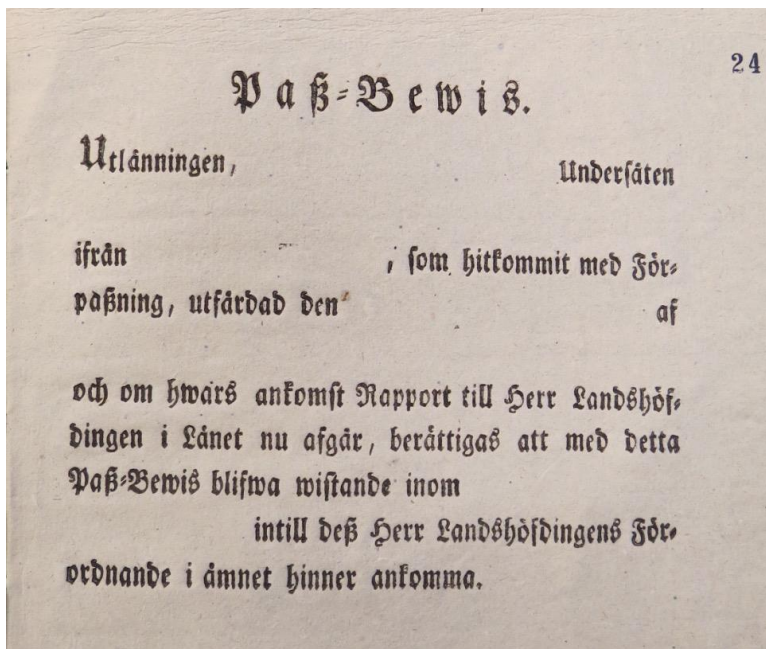 24
Paß-Bewis.
Utlänningen, Undersåten
ifrån , som hitkommit med För-
paßning, utfärdad den af
och om hwars ankomst Rapport till Herr Landshöf-
dingen i Länet nu afgår, berättigas att med detta
Paß-Bewis blifwa wistande inom
intill deß Herr Landshöfdingens För-
ordnande i ämnet hinner ankomma.